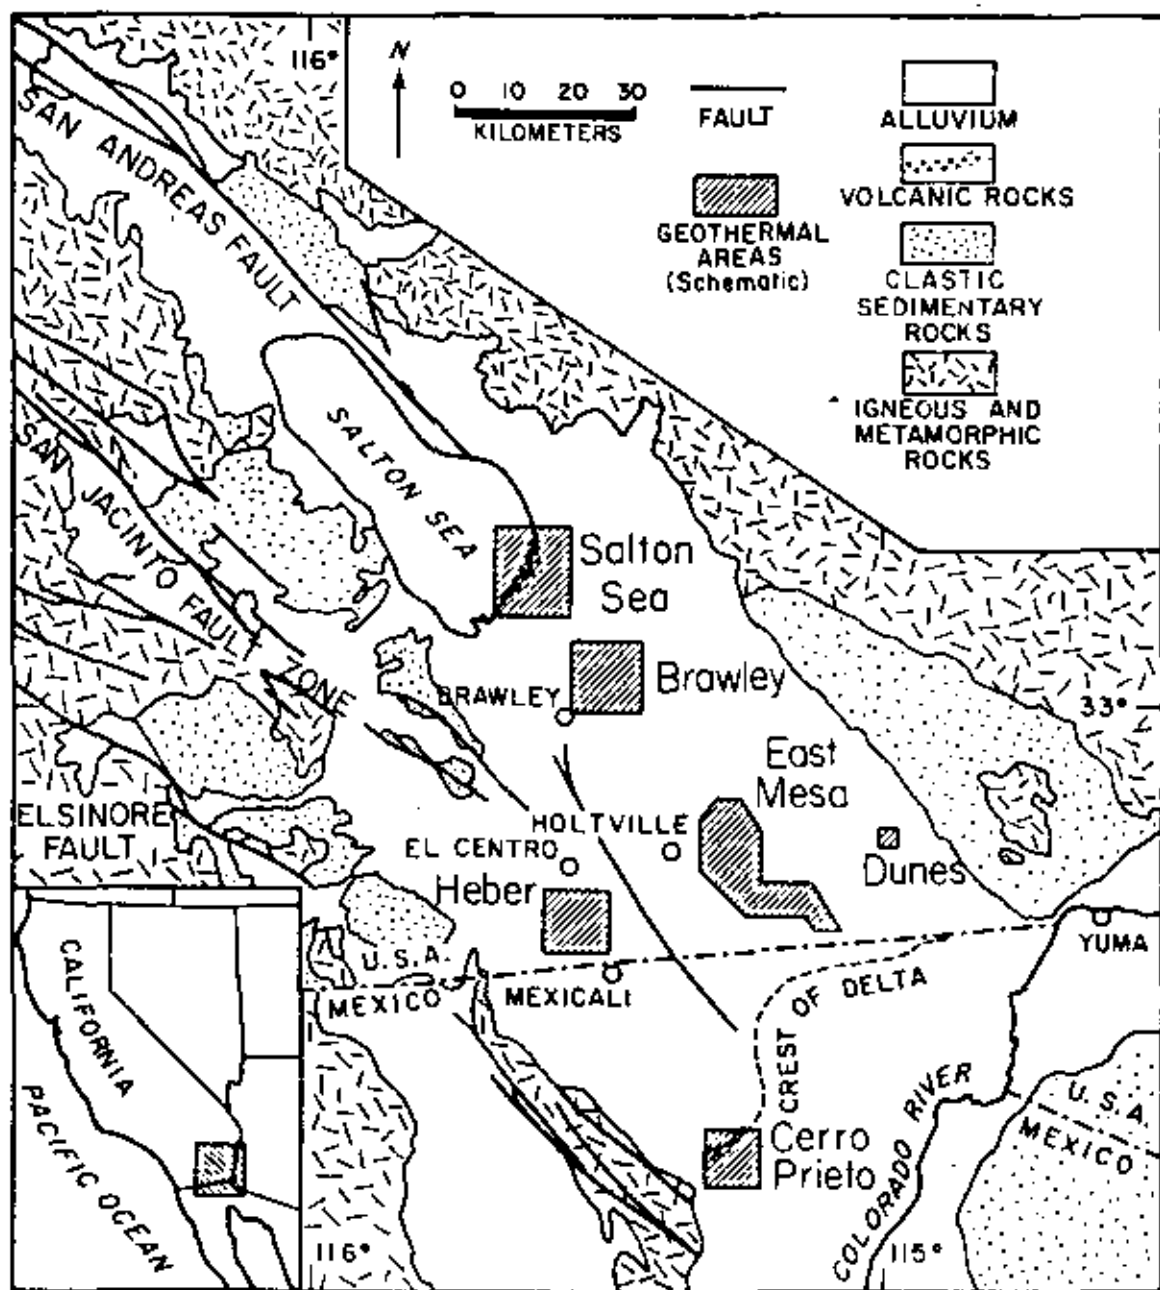 116°
N
0 10 20 30
KILOMETERS
FAULT
ALLUVIUM
VOLCANIC ROCKS
GEOTHERMAL
AREAS
(Schematic)
CLASTIC
SEDIMENTARY
ROCKS
IGNEOUS AND
METAMORPHIC
ROCKS
SAN ANDREAS FAULT
SALTON SEA
SAN JACINTO FAULT ZONE
Salton
Sea
BRAWLEY
Brawley
33°
East
Mesa
HOLTVILLE
ELSINORE
FAULT
EL CENTRO
Heber
Dunes
YUMA
U.S.A.
MEXICO
MEXICALI
CREST OF DELTA
CALIFORNIA
PACIFIC OCEAN
COLORADO RIVER
U.S.A.
MEXICO
Cerro
Prieto
116°
115°